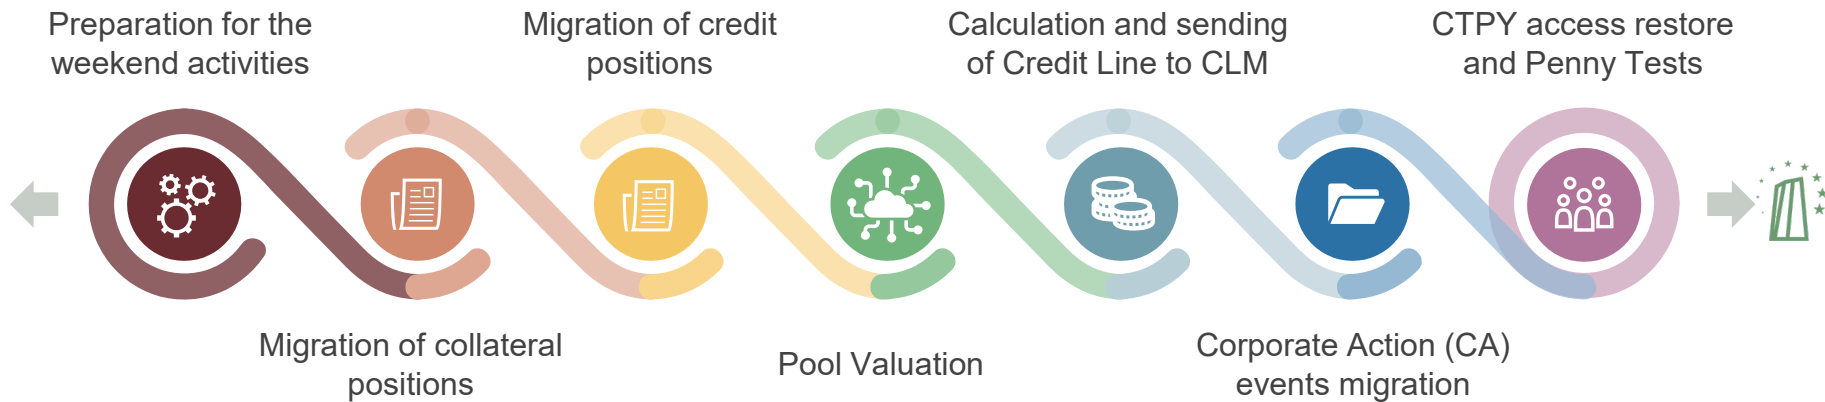 Preparation for the
weekend activities
Migration of collateral
positions
Migration of credit
positions
Pool Valuation
Calculation and sending
of Credit Line to CLM
Corporate Action (CA)
events migration
CTPY access restore
and Penny Tests